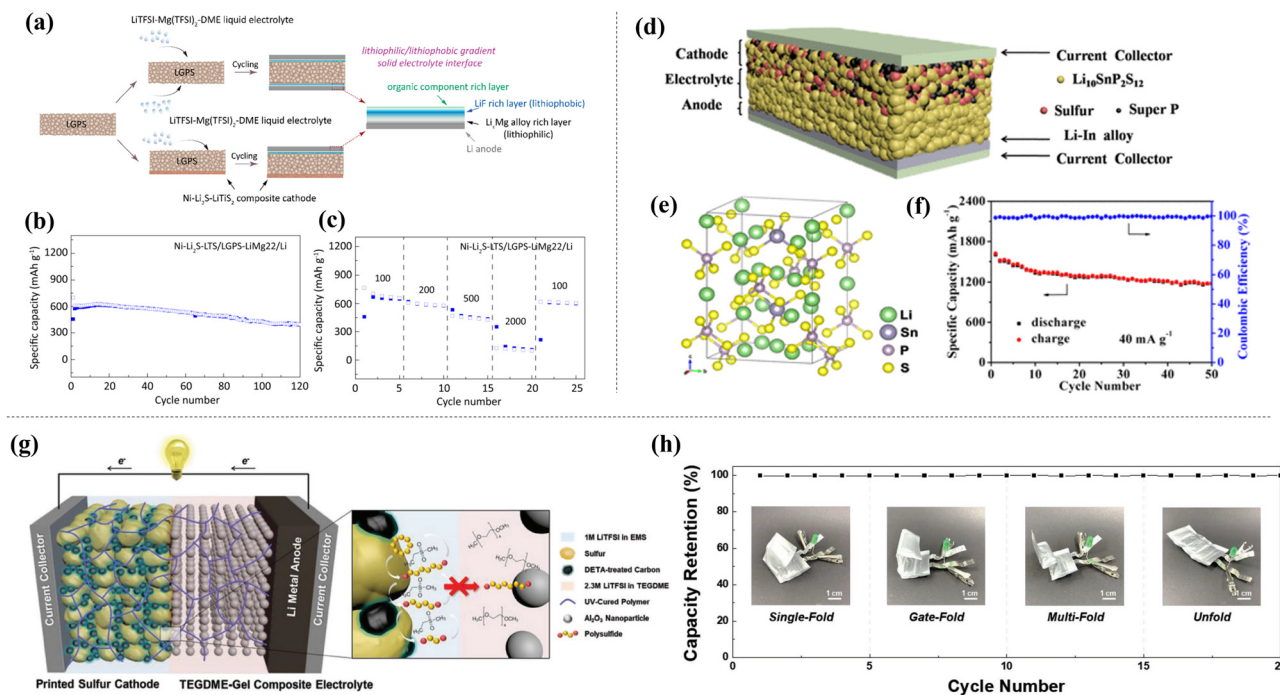 (a)
LiTFSI-Mg(TFSI)₂-DME liquid electrolyte
LGPS
Cycling
LGPS
LiTFSI-Mg(TFSI)₂-DME liquid electrolyte
LGPS
Cycling
Ni-Li₂S-LiTiS₂ composite cathode
lithiophilic/lithiophobic gradient
solid electrolyte interface
organic component rich layer
LiF rich layer (lithiophobic)
LiₓMg alloy rich layer
(lithiophilic)
Li anode
(b)
Ni-Li₂S-LTS/LGPS-LiMg22/Li
Specific capacity (mAh g⁻¹)
1200
900
600
300
0
0
20
40
60
80
100
120
Cycle number
(c)
Ni-Li₂S-LTS/LGPS-LiMg22/Li
Specific capacity (mAh g⁻¹)
1200
900
600
300
0
100
200
500
2000
100
0
5
10
15
20
25
Cycle number
(d)
Cathode
Electrolyte
Anode
Current Collector
Li₁₀SnP₂S₁₂
Sulfur
Super P
Li-In alloy
Current Collector
(e)
Li
Sn
P
S
(f)
Specific Capacity (mAh g⁻¹)
2400
1800
1200
600
0
discharge
charge
40 mA g⁻¹
0
10
20
30
40
50
Cycle Number
100
80
60
40
20
0
Coulombic Efficiency (%)
(g)
e⁻
e⁻
Current Collector
Li Metal Anode
Current Collector
Printed Sulfur Cathode
TEGDME-Gel Composite Electrolyte
1M LiTFSI in EMS
Sulfur
DETA-treated Carbon
2.3M LiTFSI in TEGDME
UV-Cured Polymer
Al₂O₃ Nanoparticle
Polysulfide
(h)
Capacity Retention (%)
100
80
60
40
20
0
1 cm
1 cm
1 cm
1 cm
Single-Fold
Gate-Fold
Multi-Fold
Unfold
0
5
10
15
Cycle Number